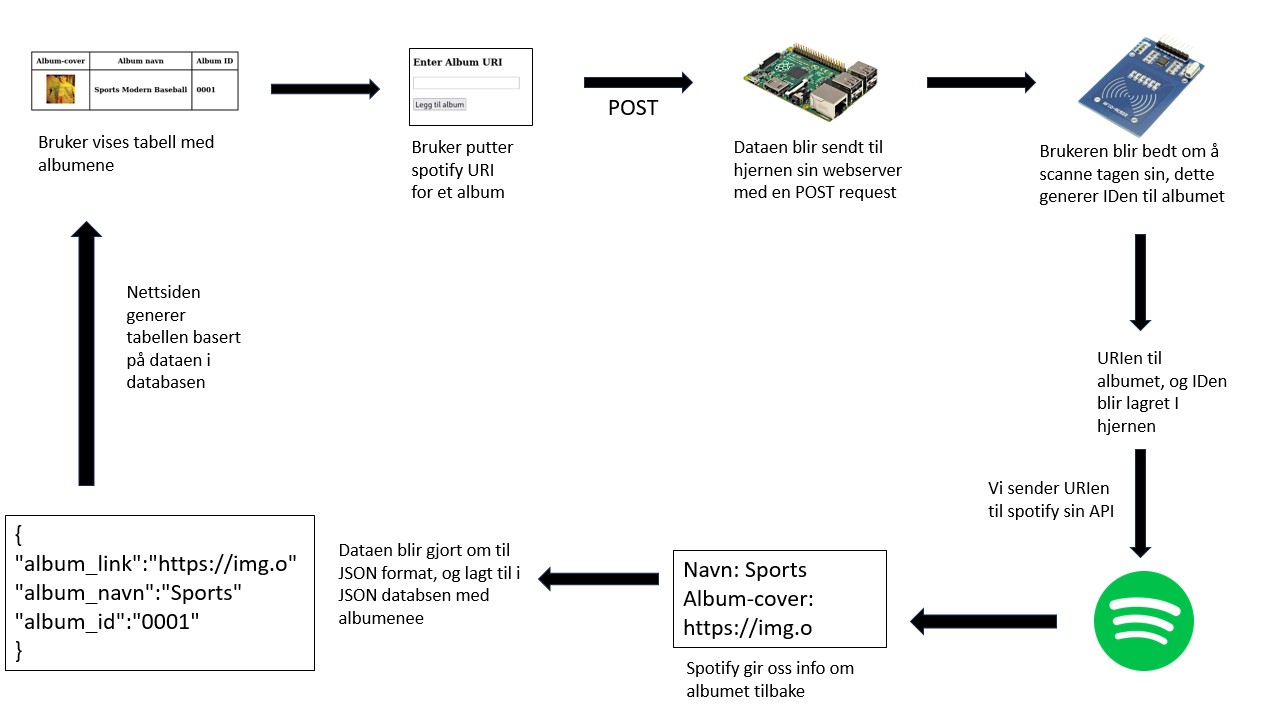 Album-cover Album navn Album ID
Sports Modern Baseball 0001
Bruker vises tabell med
albumene
Enter Album URI
Legg til album
Bruker putter
spotify URI
for et album
POST
Dataen blir sendt til
hjernen sin webserver
med en POST request
Brukeren blir bedt om å
scanne tagen sin, dette
generer IDen til albumet
URIen til
albumet, og IDen
blir lagret I
hjernen
Vi sender URIen
til spotify sin API
Navn: Sports
Album-cover:
https://img.o
Spotify gir oss info om
albumet tilbake
Dataen blir gjort om til
JSON format, og lagt til i
JSON databsen med
albumenee
{
"album_link":"https://img.o"
"album_navn":"Sports"
"album_id":"0001"
}
Nettsiden
generer
tabellen basert
på dataen i
databasen